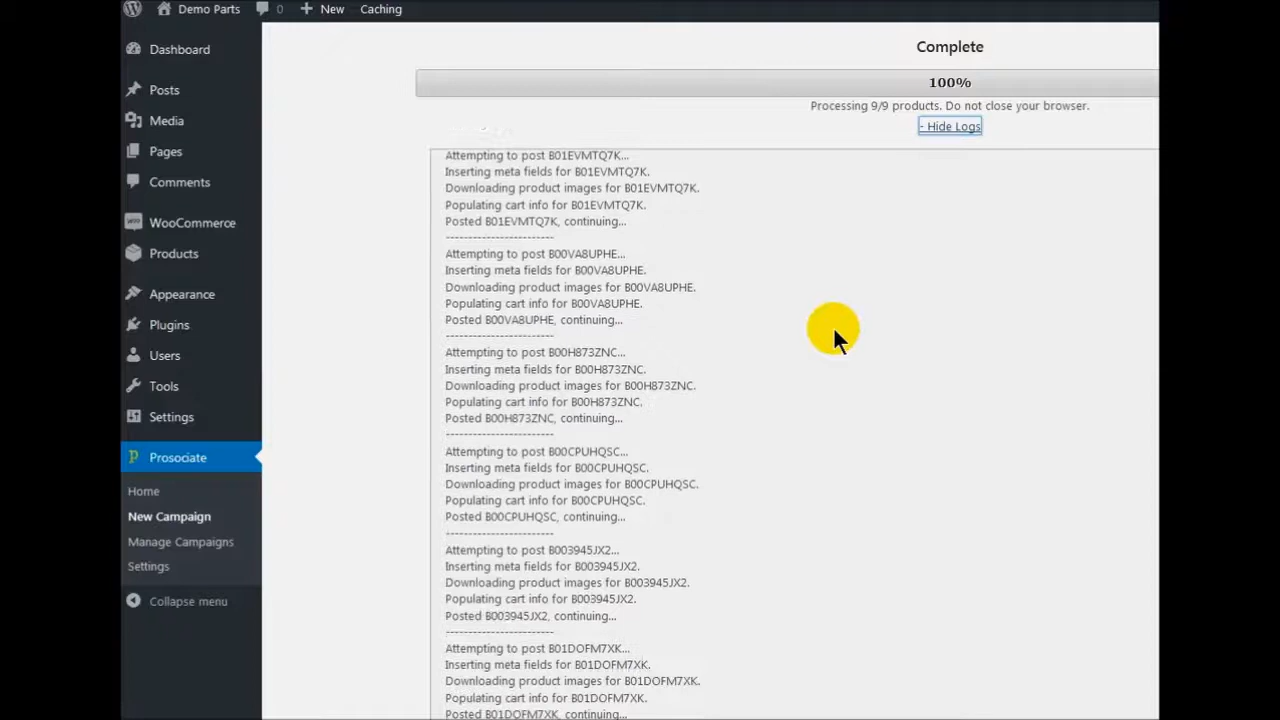 Demo Parts 0 New Caching
Dashboard
Posts
Media
Pages
Comments
WooCommerce
Products
Appearance
Plugins
Users
Tools
Settings
Prosociate
Home
New Campaign
Manage Campaigns
Settings
Collapse menu
Complete
100%
Processing 9/9 products. Do not close your browser.
- Hide Logs
Attempting to post B01EVMTQ7K...
Inserting meta fields for B01EVMTQ7K.
Downloading product images for B01EVMTQ7K.
Populating cart info for B01EVMTQ7K.
Posted B01EVMTQ7K, continuing...
------------------------
Attempting to post B00VA8UPHE...
Inserting meta fields for B00VA8UPHE.
Downloading product images for B00VA8UPHE.
Populating cart info for B00VA8UPHE.
Posted B00VA8UPHE, continuing...
------------------------
Attempting to post B00H873ZNC...
Inserting meta fields for B00H873ZNC.
Downloading product images for B00H873ZNC.
Populating cart info for B00H873ZNC.
Posted B00H873ZNC, continuing...
------------------------
Attempting to post B00CPUHQSC...
Inserting meta fields for B00CPUHQSC.
Downloading product images for B00CPUHQSC.
Populating cart info for B00CPUHQSC.
Posted B00CPUHQSC, continuing...
------------------------
Attempting to post B003945JX2...
Inserting meta fields for B003945JX2.
Downloading product images for B003945JX2.
Populating cart info for B003945JX2.
Posted B003945JX2, continuing...
------------------------
Attempting to post B01DOFM7XK...
Inserting meta fields for B01DOFM7XK.
Downloading product images for B01DOFM7XK.
Populating cart info for B01DOFM7XK.
Posted B01DOFM7XK, continuing...